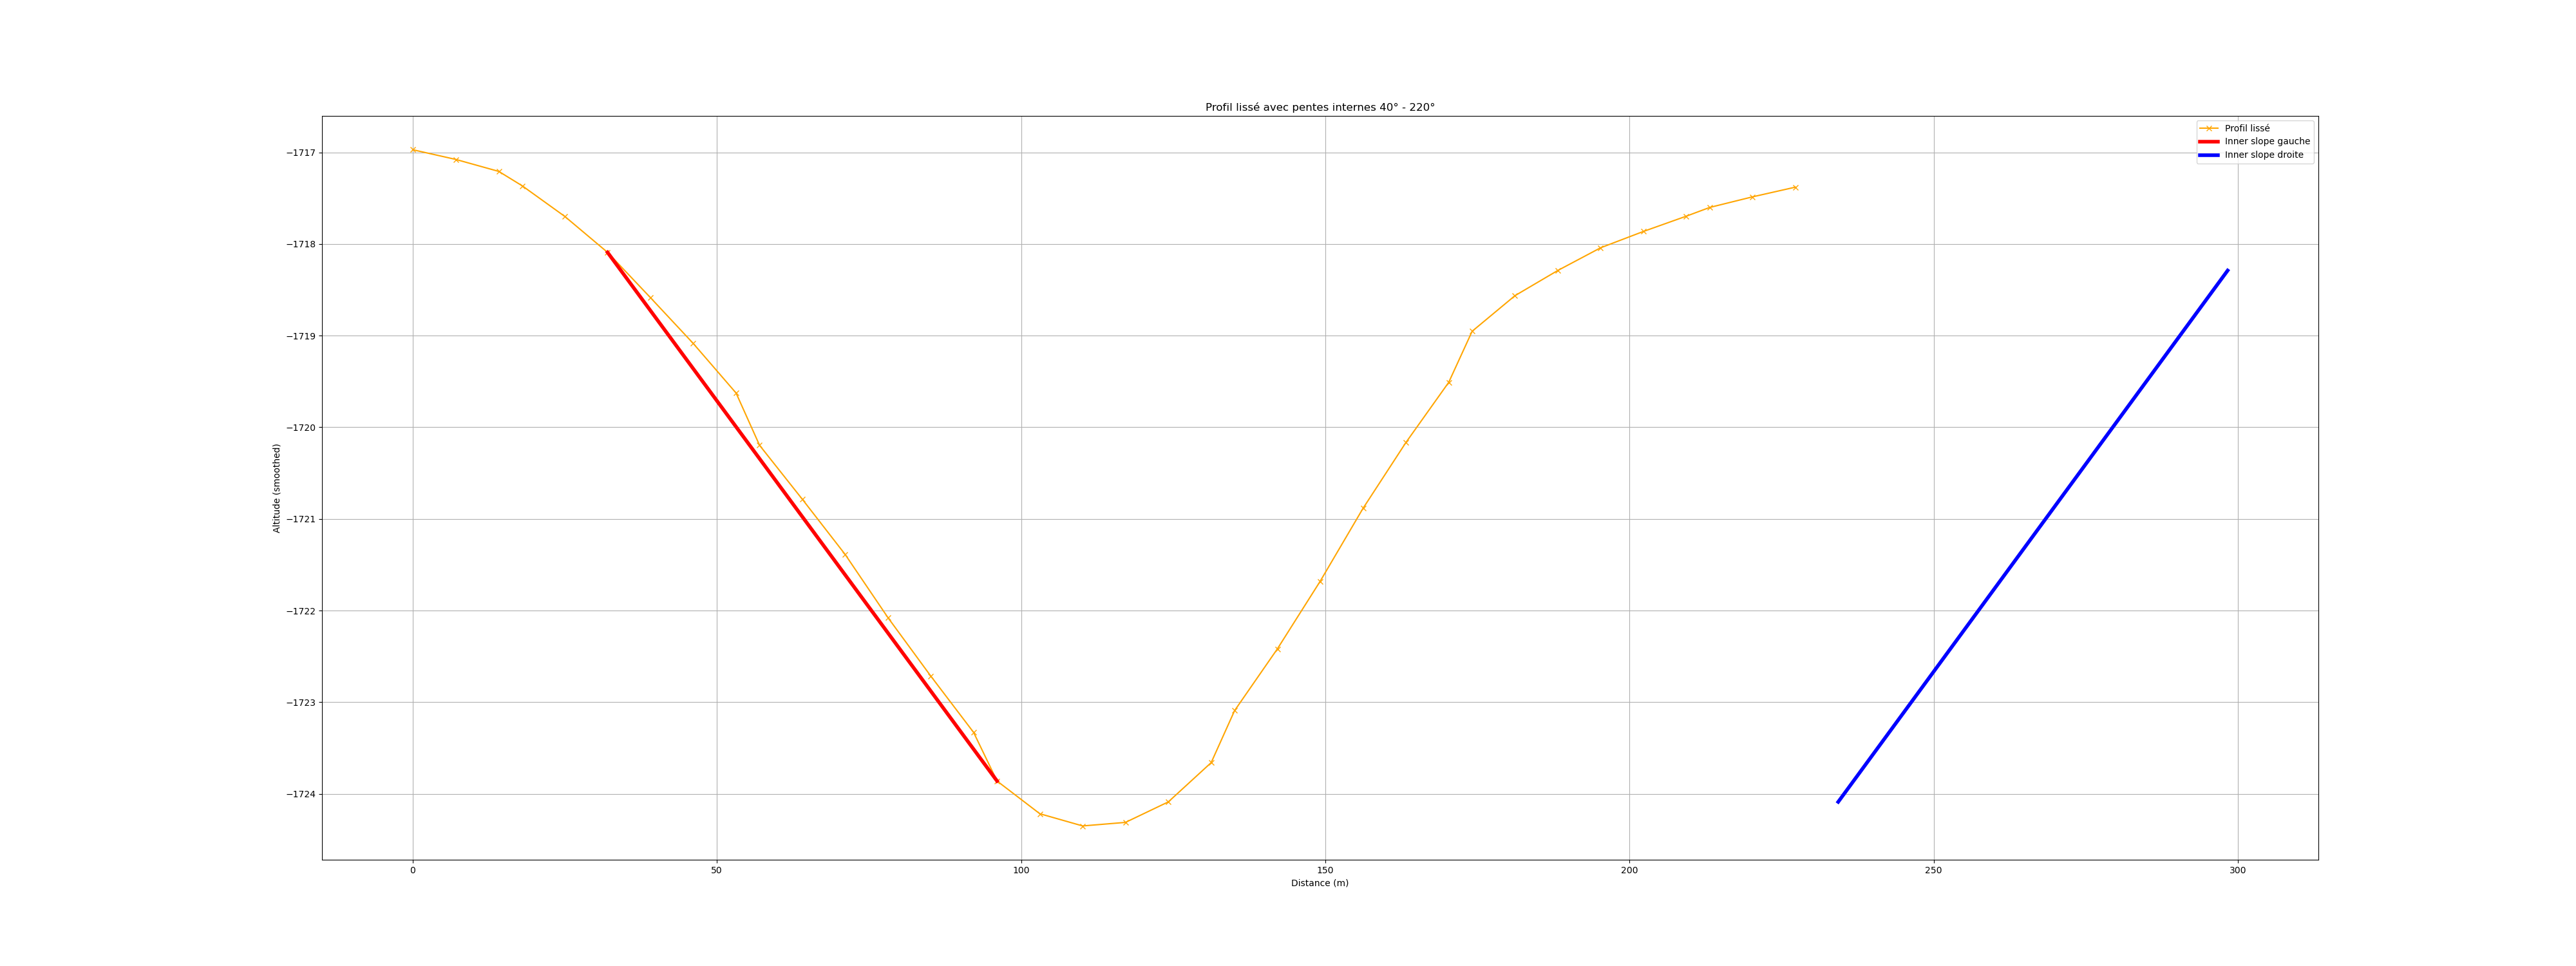 Profil lissé avec pentes internes 40° - 220°
Profil lissé
Inner slope gauche
Inner slope droite
−1717
−1718
−1719
−1720
−1721
−1722
−1723
−1724
Altitude (smoothed)
0
50
100
150
200
250
300
Distance (m)